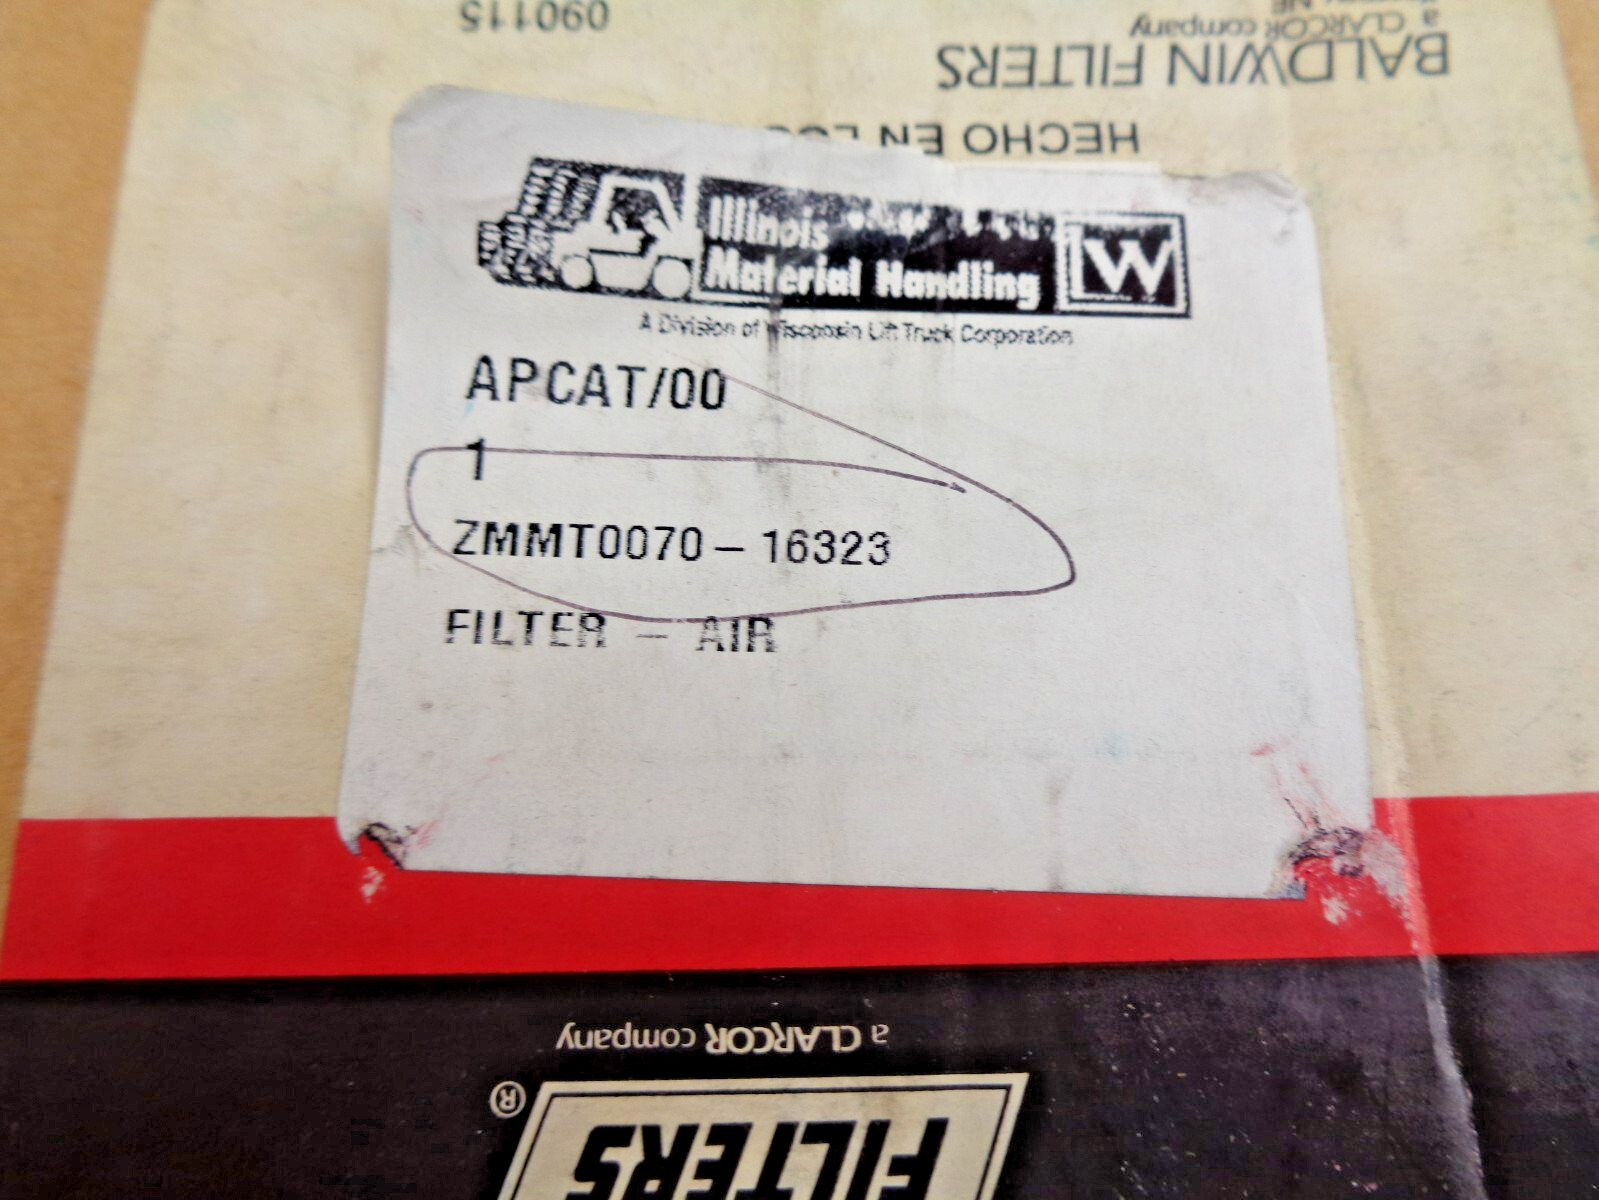 090115
a CLARCOR company
BALDWIN FILTERS
HECHO EN
Illinois
Material Handling
W
A Division of Wisconsin Lift Truck Corporation
APCAT/00
1
ZMMT0070 - 16323
FILTER - AIR
a CLARCOR company
FILTERS ®